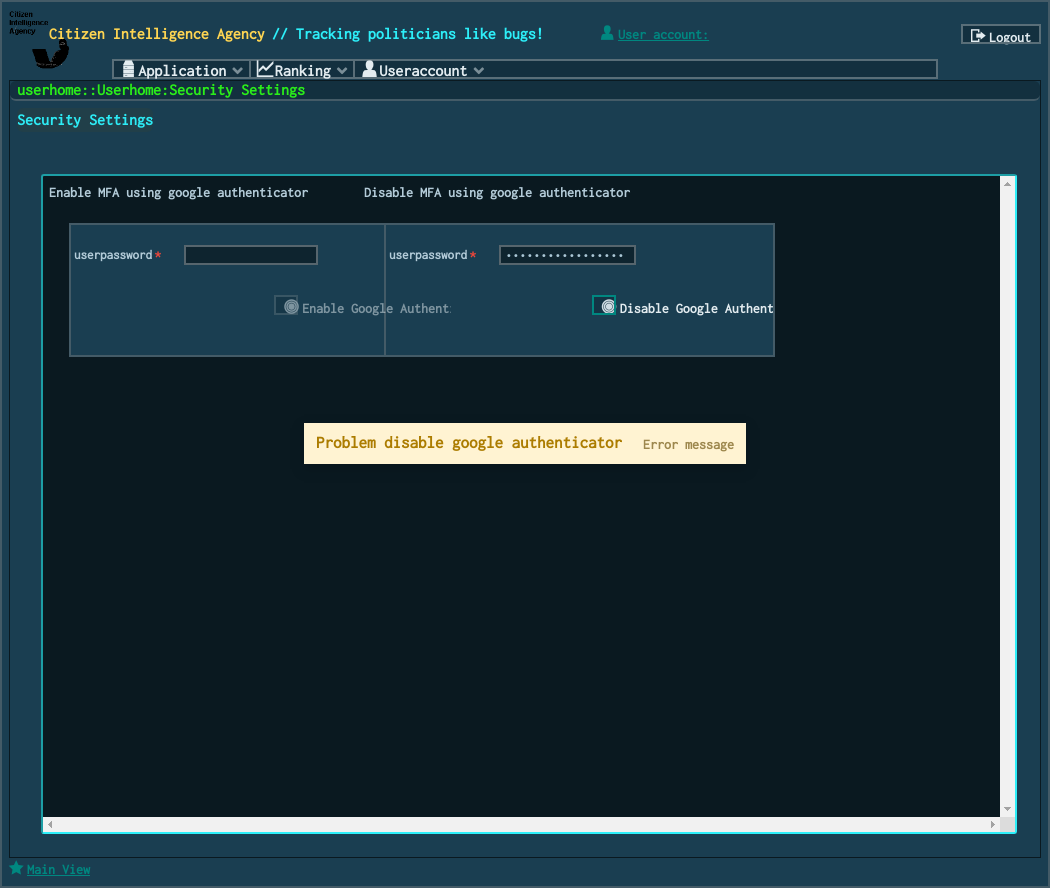 Citizen
Intelligence
Agency
Citizen Intelligence Agency // Tracking politicians like bugs!
User account:
Logout
Application
Ranking
Useraccount
userhome::Userhome:Security Settings
Security Settings
Enable MFA using google authenticator
Disable MFA using google authenticator
userpassword*
userpassword* •••••••••••••••••
Enable Google Authent
Disable Google Authent
Problem disable google authenticator Error message
Main View